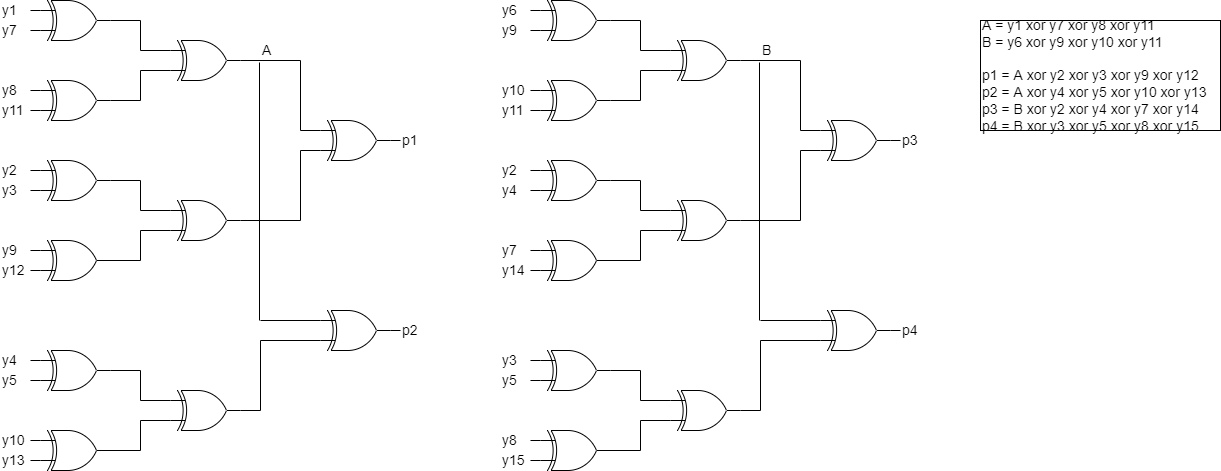 y1
y7
y8
y11
A
y2
y3
y9
y12
p1
y4
y5
y10
y13
p2
y6
y9
y10
y11
B
y2
y4
y7
y14
p3
y3
y5
y8
y15
p4
A = y1 xor y7 xor y8 xor y11
B = y6 xor y9 xor y10 xor y11
p1 = A xor y2 xor y3 xor y9 xor y12
p2 = A xor y4 xor y5 xor y10 xor y13
p3 = B xor y2 xor y4 xor y7 xor y14
p4 = B xor y3 xor y5 xor y8 xor y15